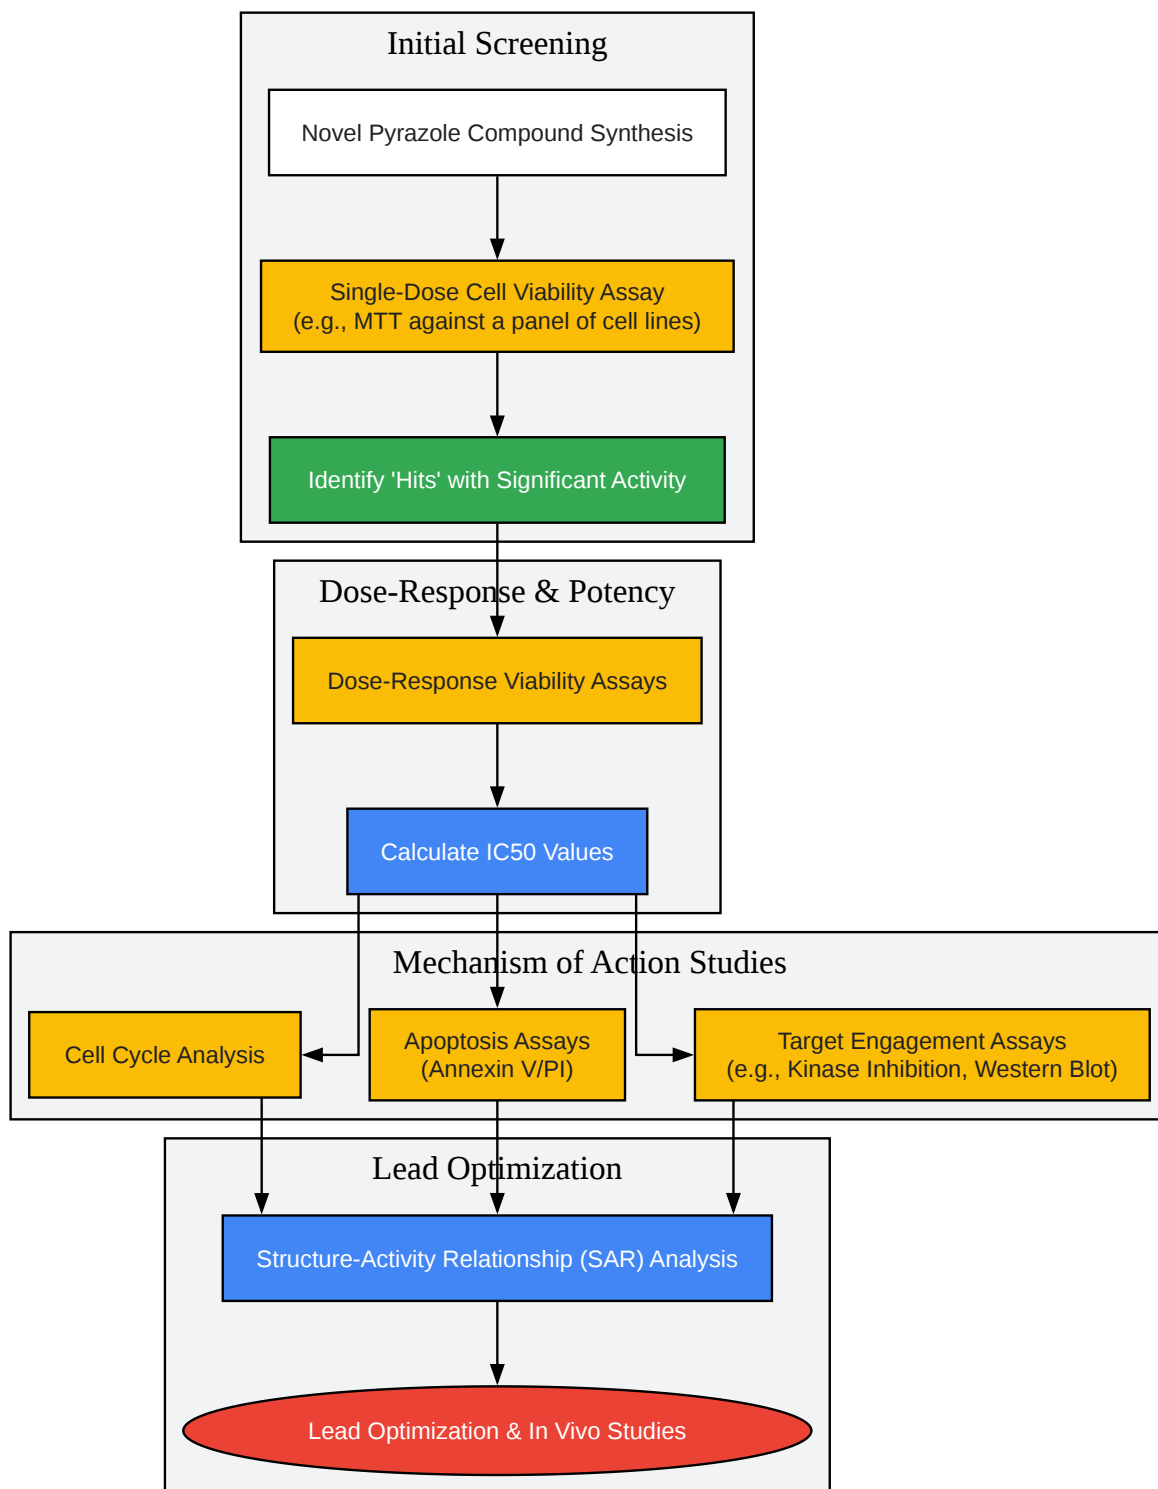 Initial Screening
Novel Pyrazole Compound Synthesis
Single-Dose Cell Viability Assay
(e.g., MTT against a panel of cell lines)
Identify 'Hits' with Significant Activity
Dose-Response & Potency
Dose-Response Viability Assays
Calculate IC50 Values
Mechanism of Action Studies
Cell Cycle Analysis
Apoptosis Assays
(Annexin V/PI)
Target Engagement Assays
(e.g., Kinase Inhibition, Western Blot)
Lead Optimization
Structure-Activity Relationship (SAR) Analysis
Lead Optimization & In Vivo Studies